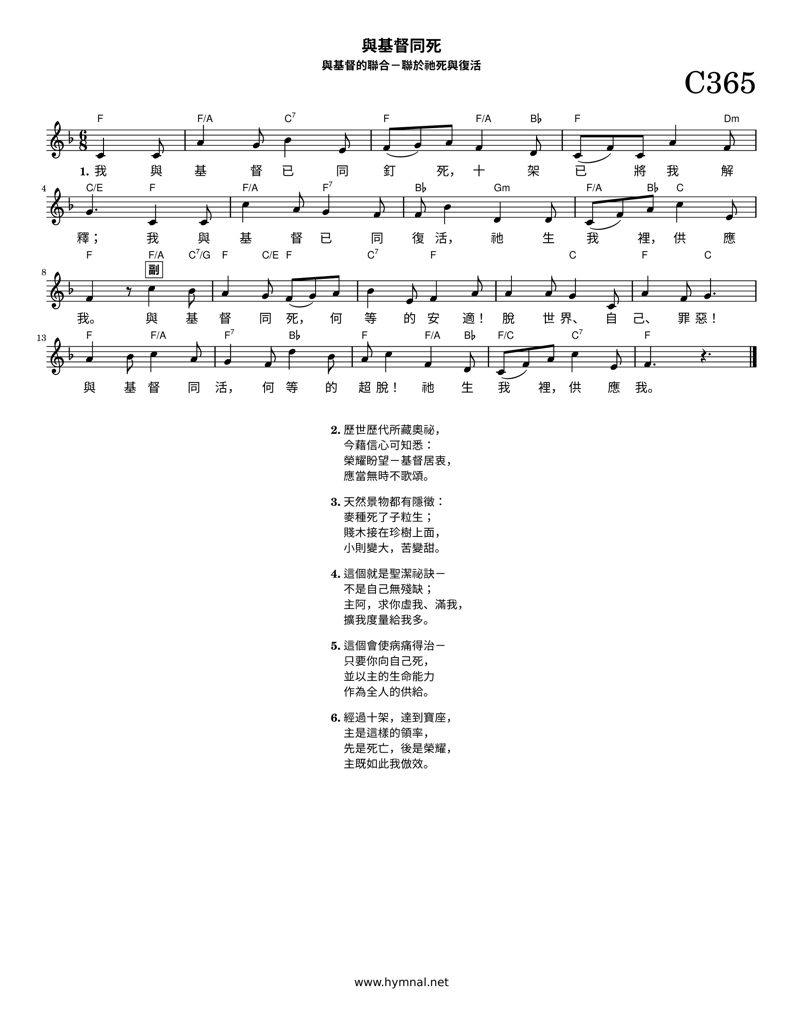 與基督同死
與基督的聯合－聯於祂死與復活
C365
F F/A C7 F F/A B♭ F Dm
1. 我 與 基 督 已 同 釘 死， 十 架 已 將 我 解
4 C/E F F/A F7 B♭ Gm F/A B♭ C
釋； 我 與 基 督 已 同 復 活， 祂 生 我 裡， 供 應
8 F F/A C7/G F C/E F C7 F C F C
副
我。 與 基 督 同 死， 何 等 的 安 適！ 脫 世 界、 自 己、 罪 惡！
13 F F/A F7 B♭ F F/A B♭ F/C C7 F
與 基 督 同 活， 何 等 的 超 脫！ 祂 生 我 裡， 供 應 我。
2. 歷世歷代所藏奧祕，
今藉信心可知悉：
榮耀盼望－基督居衷，
應當無時不歌頌。
3. 天然景物都有隱徵：
麥種死了子粒生；
賤木接在珍樹上面，
小則變大，苦變甜。
4. 這個就是聖潔祕訣－
不是自己無殘缺；
主阿，求你虛我、滿我，
擴我度量給我多。
5. 這個會使病痛得治－
只要你向自己死，
並以主的生命能力
作為全人的供給。
6. 經過十架，達到寶座，
主是這樣的領率，
先是死亡，後是榮耀，
主既如此我倣效。
www.hymnal.net